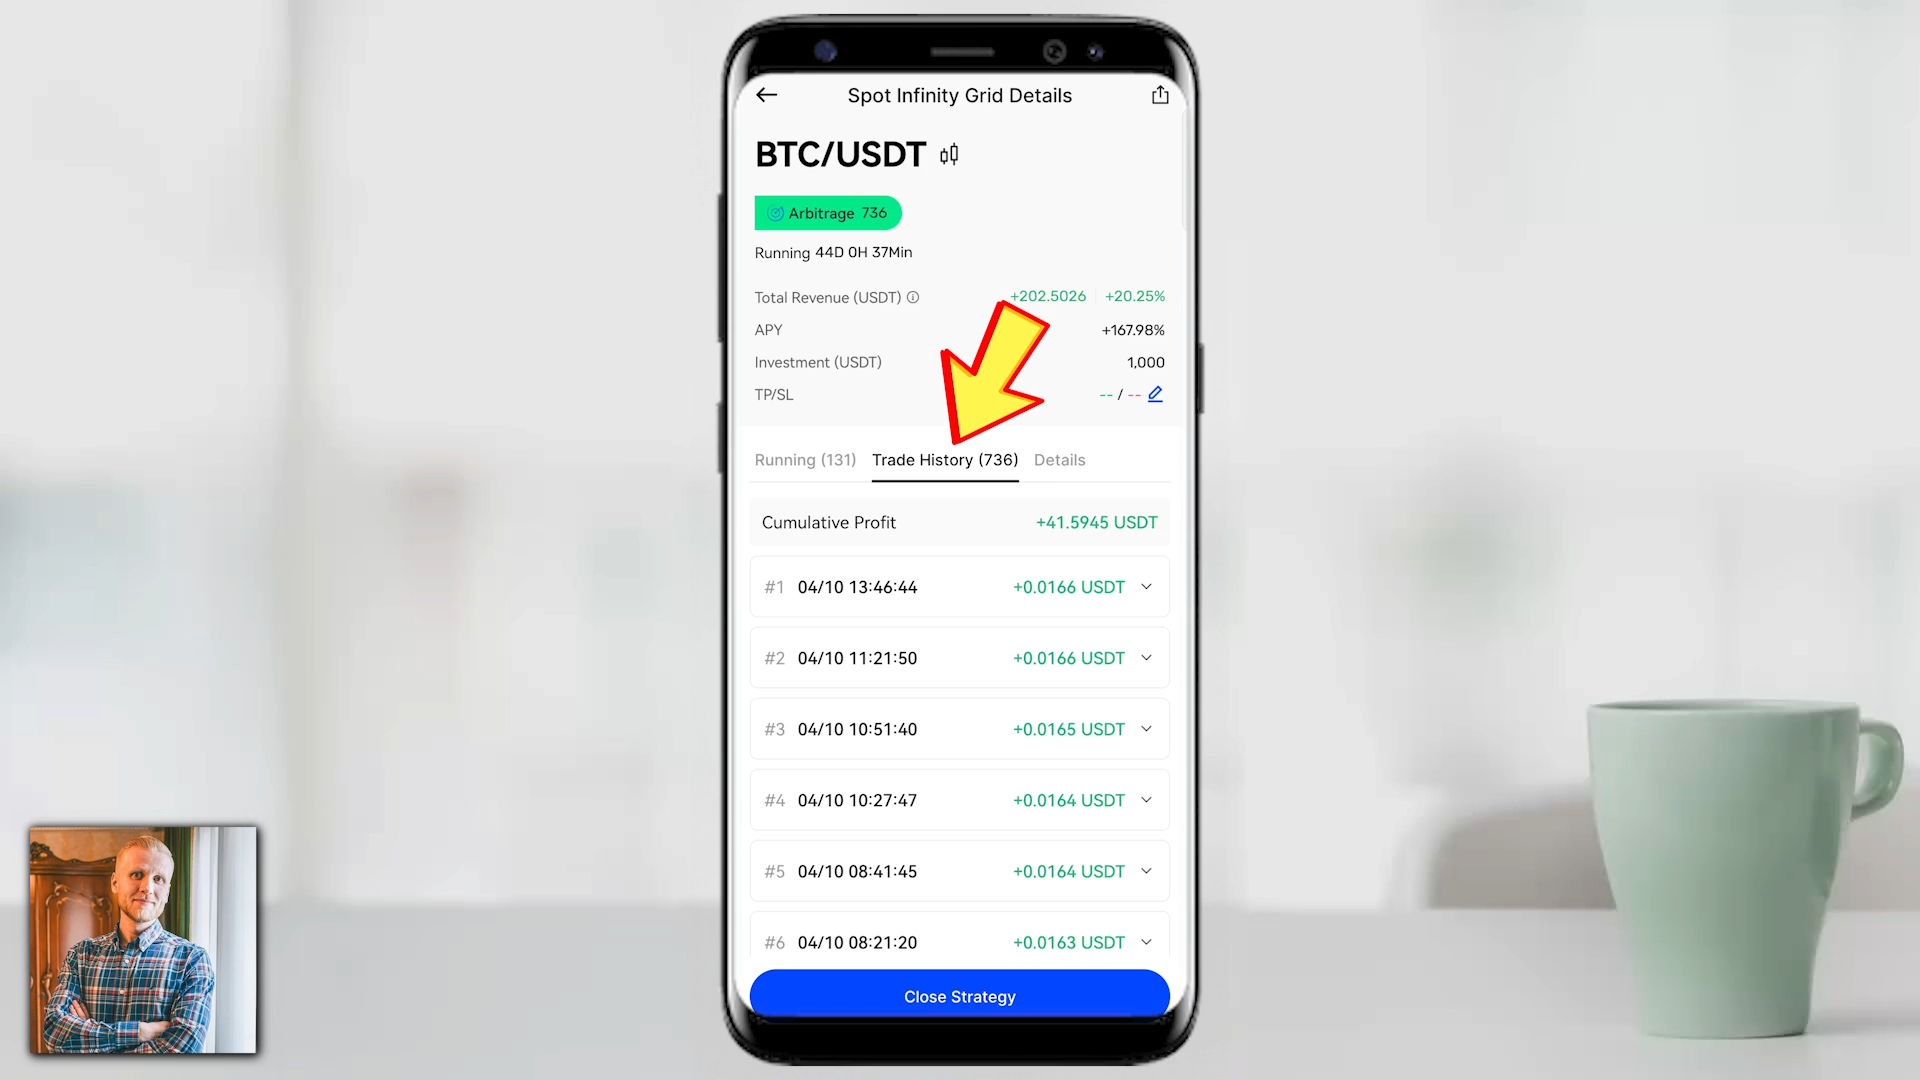 Spot Infinity Grid Details
BTC/USDT
Arbitrage 736
Running 44D 0H 37Min
Total Revenue (USDT) +202.5026 +20.25%
APY +167.98%
Investment (USDT) 1,000
TP/SL -- / --
Running (131) Trade History (736) Details
Cumulative Profit +41.5945 USDT
#1 04/10 13:46:44 +0.0166 USDT
#2 04/10 11:21:50 +0.0166 USDT
#3 04/10 10:51:40 +0.0165 USDT
#4 04/10 10:27:47 +0.0164 USDT
#5 04/10 08:41:45 +0.0164 USDT
#6 04/10 08:21:20 +0.0163 USDT
Close Strategy